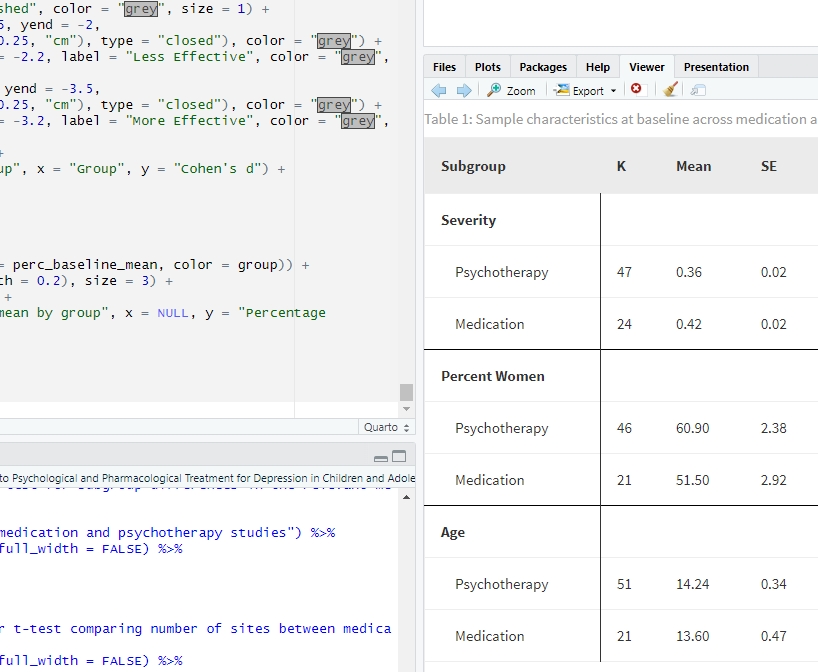 shed", color = "grey", size = 1) +
5, yend = -2,
0.25, "cm"), type = "closed"), color = "grey") +
= -2.2, label = "Less Effective", color = "grey",
yend = -3.5,
0.25, "cm"), type = "closed"), color = "grey") +
= -3.2, label = "More Effective", color = "grey",
+
up", x = "Group", y = "Cohen's d") +
= perc_baseline_mean, color = group)) +
th = 0.2), size = 3) +
+
mean by group", x = NULL, y = "Percentage
Quarto
to Psychological and Pharmacological Treatment for Depression in Children and Adole
medication and psychotherapy studies") %>%
full_width = FALSE) %>%
r t-test comparing number of sites between medica
full_width = FALSE) %>%
Files Plots Packages Help Viewer Presentation
Zoom Export
Table 1: Sample characteristics at baseline across medication a
Subgroup K Mean SE
Severity
Psychotherapy 47 0.36 0.02
Medication 24 0.42 0.02
Percent Women
Psychotherapy 46 60.90 2.38
Medication 21 51.50 2.92
Age
Psychotherapy 51 14.24 0.34
Medication 21 13.60 0.47